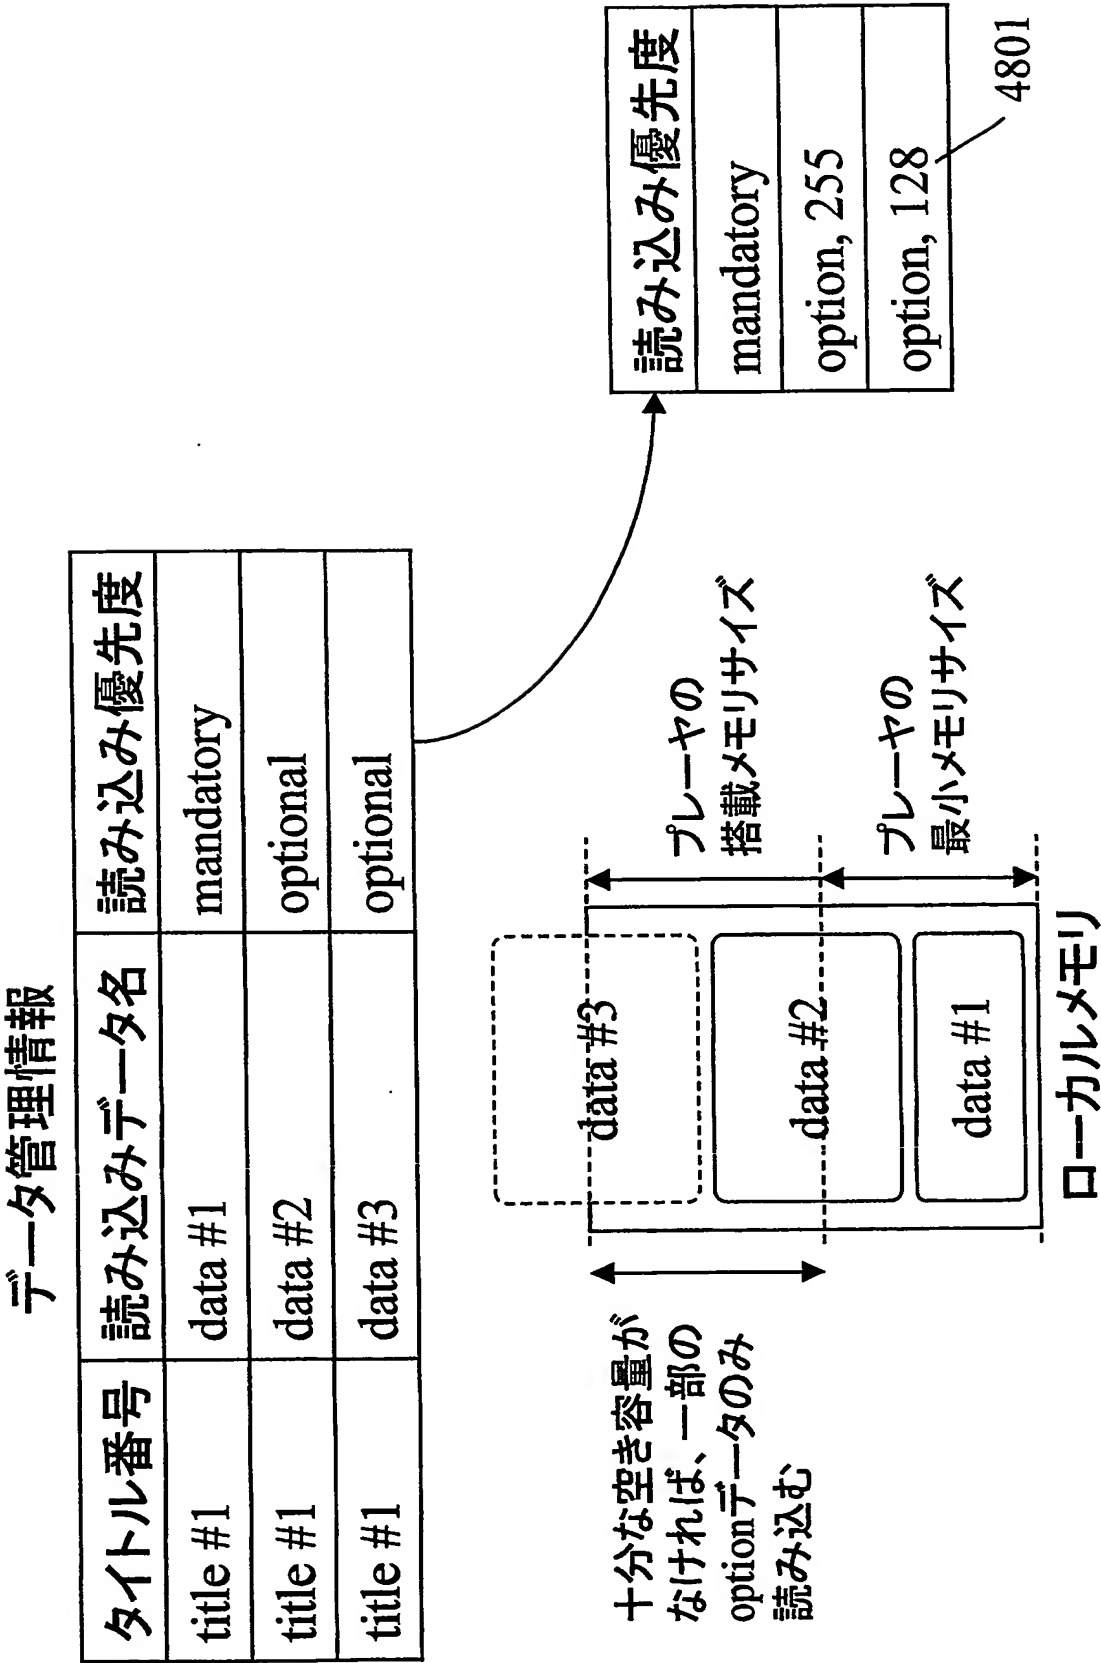 データ管理情報
タイトル番号 読み込みデータ名 読み込み優先度
title #1 data #1 mandatory
title #1 data #2 optional
title #1 data #3 optional
読み込み優先度
mandatory
option, 255
option, 128
4801
十分な空き容量が
なければ、一部の
optionデータのみ
読み込む
data #3
data #2
data #1
プレーヤの
搭載メモリサイズ
プレーヤの
最小メモリサイズ
ローカルメモリ